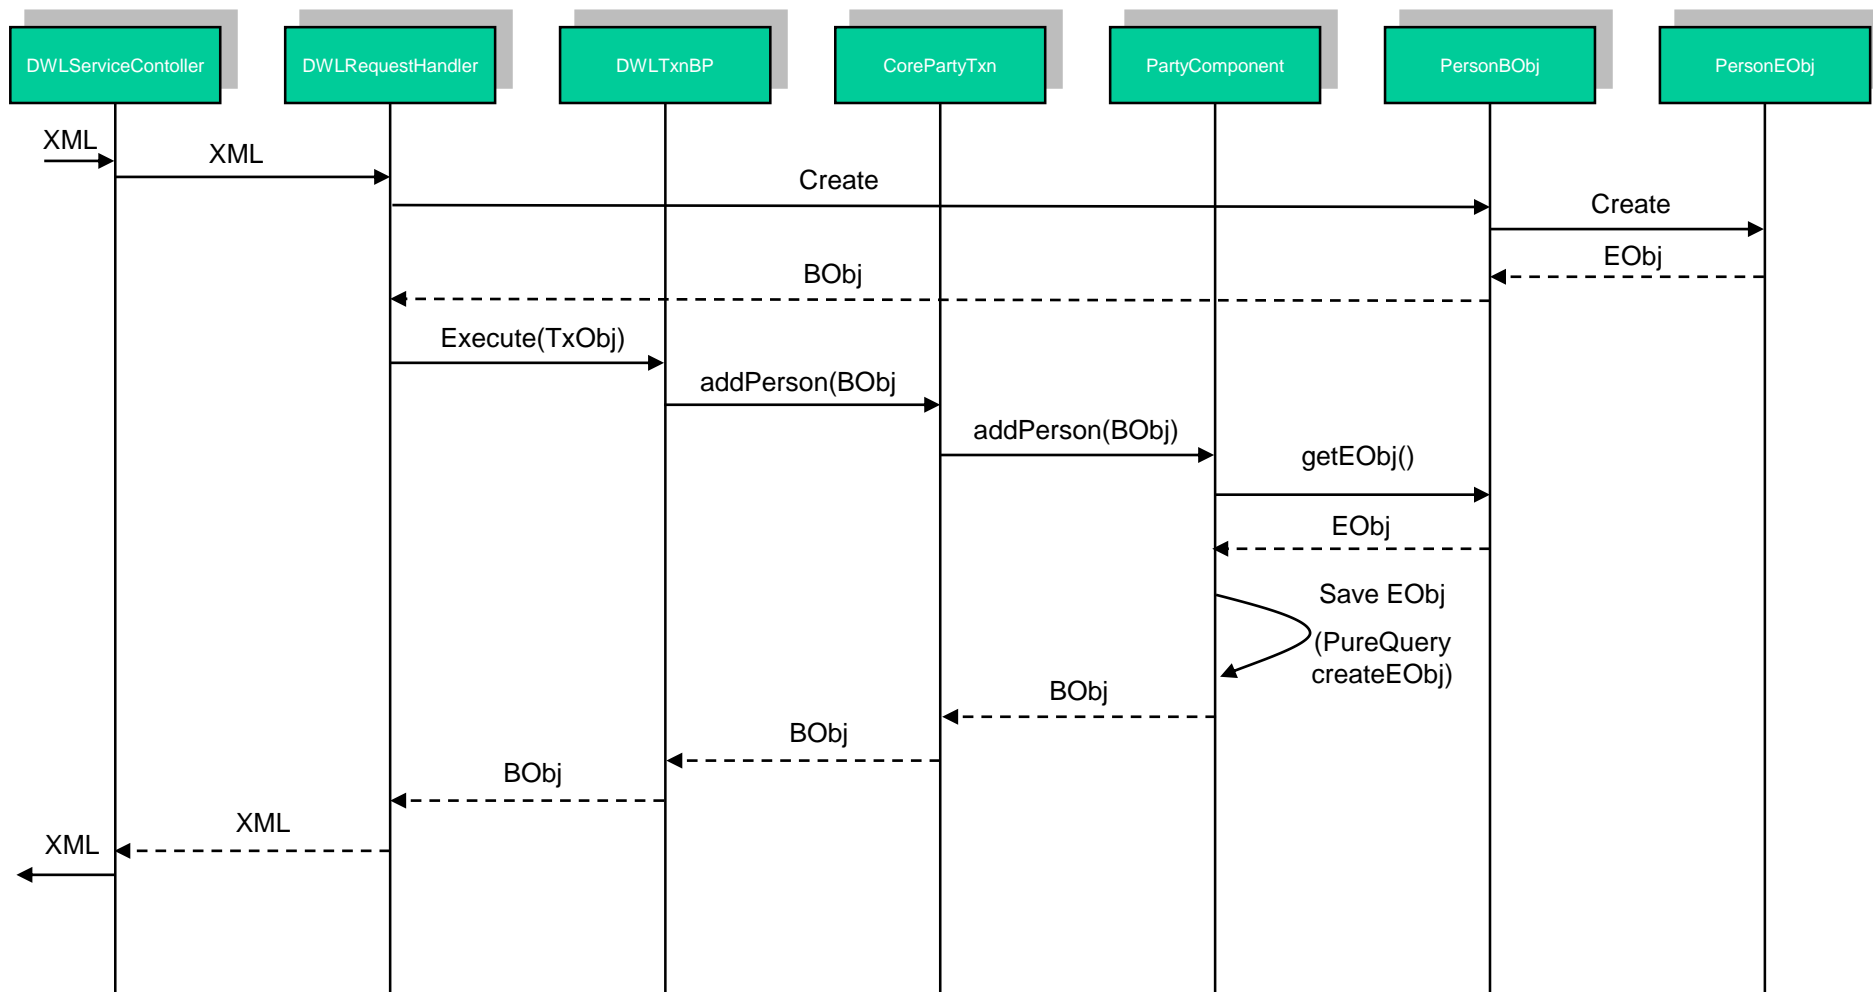 DWLServiceContoller
DWLRequestHandler
DWLTxnBP
CorePartyTxn
PartyComponent
PersonBObj
PersonEObj
XML
XML
Create
Create
EObj
BObj
Execute(TxObj)
addPerson(BObj
addPerson(BObj)
getEObj()
EObj
Save EObj
(PureQuery
createEObj)
BObj
BObj
BObj
XML
XML